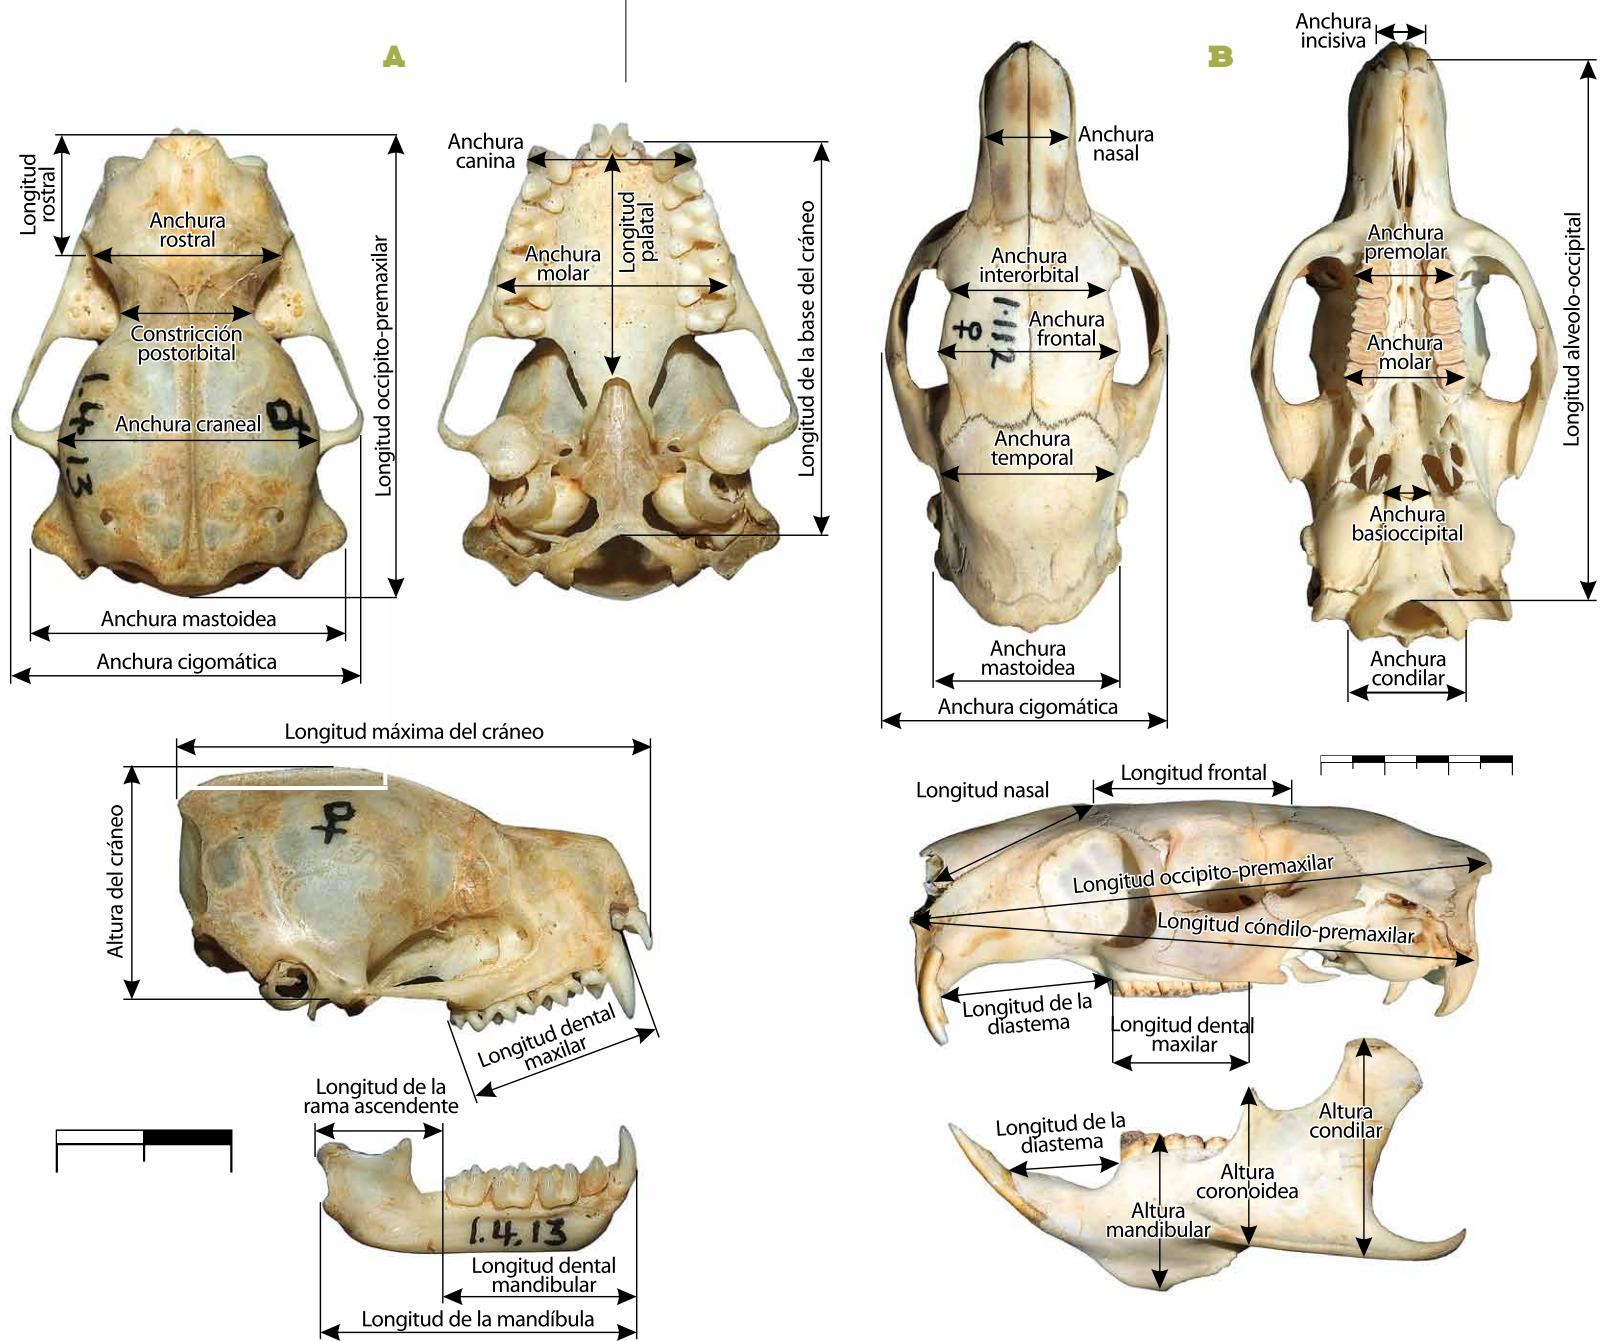 A
Longitud
rostral
Anchura
rostral
Constricción
postorbital
Anchura craneal
1.4.13
♀
Longitud occipito-premaxilar
Anchura mastoidea
Anchura cigomática
Anchura
canina
Longitud
palatal
Anchura
molar
Longitud de la base del cráneo
Longitud máxima del cráneo
Altura del cráneo
♀
Longitud dental
maxilar
Longitud de la
rama ascendente
1.4.13
Longitud dental
mandibular
Longitud de la mandíbula
B
Anchura
nasal
Anchura
interorbital
1.112
♀
Anchura
frontal
Anchura
temporal
Anchura
mastoidea
Anchura cigomática
Anchura
incisiva
Anchura
premolar
Anchura
molar
Anchura
basioccipital
Anchura
condilar
Longitud alveolo-occipital
Longitud nasal
Longitud frontal
Longitud occipito-premaxilar
Longitud cóndilo-premaxilar
Longitud de la
diastema
Longitud dental
maxilar
Longitud de la
diastema
Altura
mandibular
Altura
coronoidea
Altura
condilar